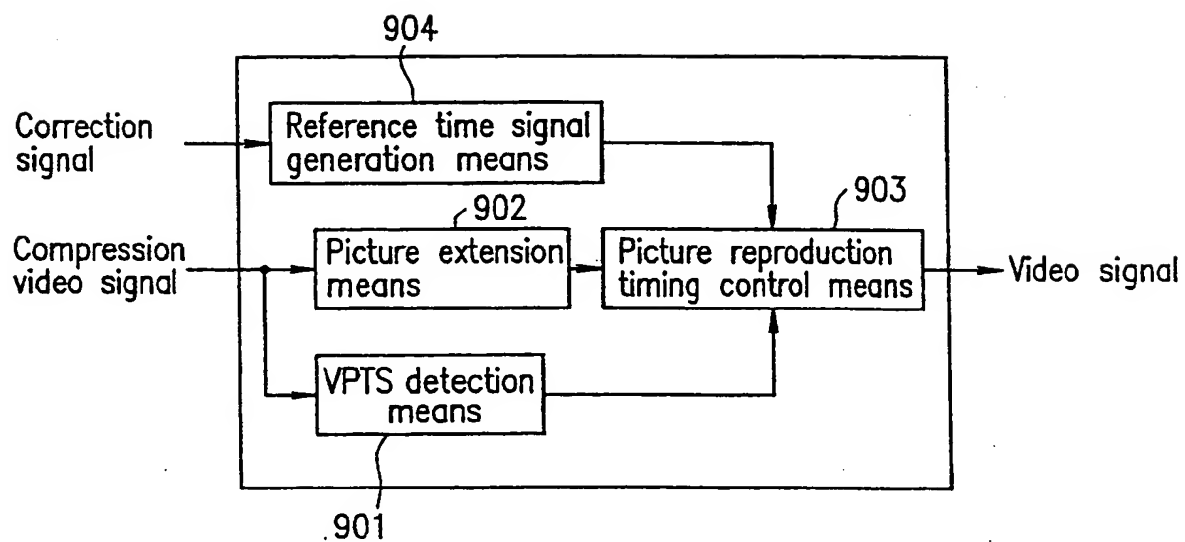 904
Correction
signal
Reference time signal
generation means
902
903
Compression
video signal
Picture extension
means
Picture reproduction
timing control means
Video signal
VPTS detection
means
901